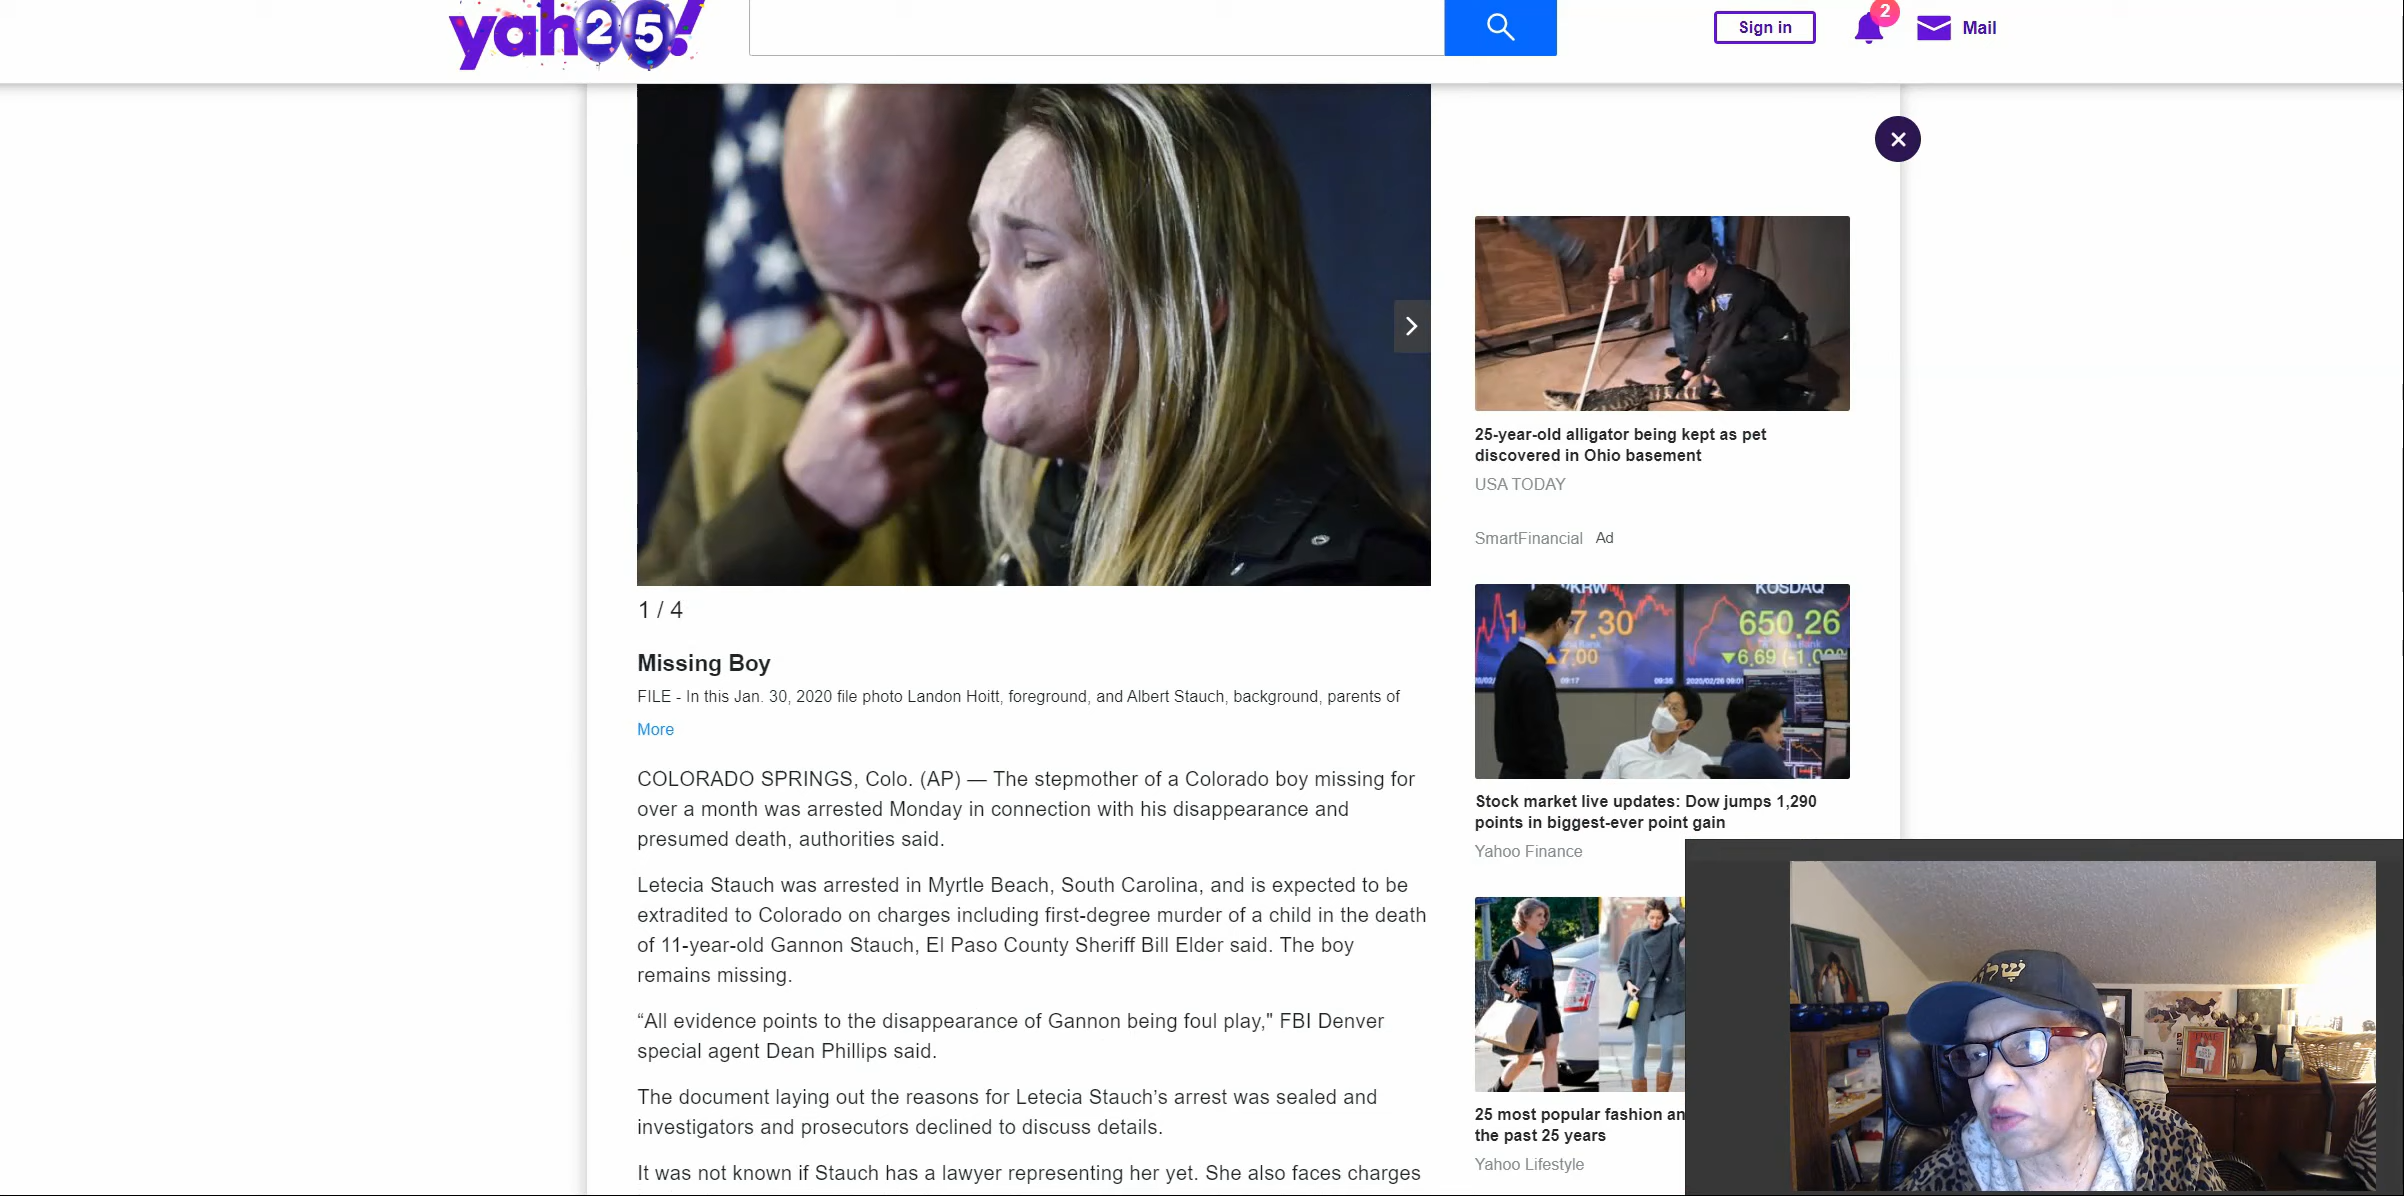 yah25!
Sign in
2
Mail
1 / 4
Missing Boy
FILE - In this Jan. 30, 2020 file photo Landon Hoitt, foreground, and Albert Stauch, background, parents of
More
COLORADO SPRINGS, Colo. (AP) — The stepmother of a Colorado boy missing for
over a month was arrested Monday in connection with his disappearance and
presumed death, authorities said.
Letecia Stauch was arrested in Myrtle Beach, South Carolina, and is expected to be
extradited to Colorado on charges including first-degree murder of a child in the death
of 11-year-old Gannon Stauch, El Paso County Sheriff Bill Elder said. The boy
remains missing.
“All evidence points to the disappearance of Gannon being foul play," FBI Denver
special agent Dean Phillips said.
The document laying out the reasons for Letecia Stauch’s arrest was sealed and
investigators and prosecutors declined to discuss details.
It was not known if Stauch has a lawyer representing her yet. She also faces charges
25-year-old alligator being kept as pet
discovered in Ohio basement
USA TODAY
SmartFinancial Ad
KOSDAQ
7.30
650.26
▲7.00
▼6.69
09:17
Stock market live updates: Dow jumps 1,290
points in biggest-ever point gain
Yahoo Finance
25 most popular fashion an
the past 25 years
Yahoo Lifestyle